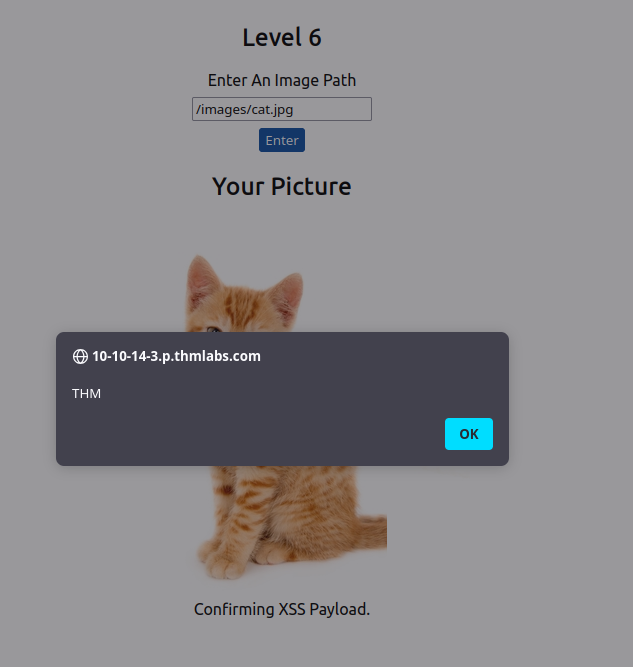 Level 6
Enter An Image Path
/images/cat.jpg
Enter
Your Picture
10-10-14-3.p.thmlabs.com
THM
OK
Confirming XSS Payload.